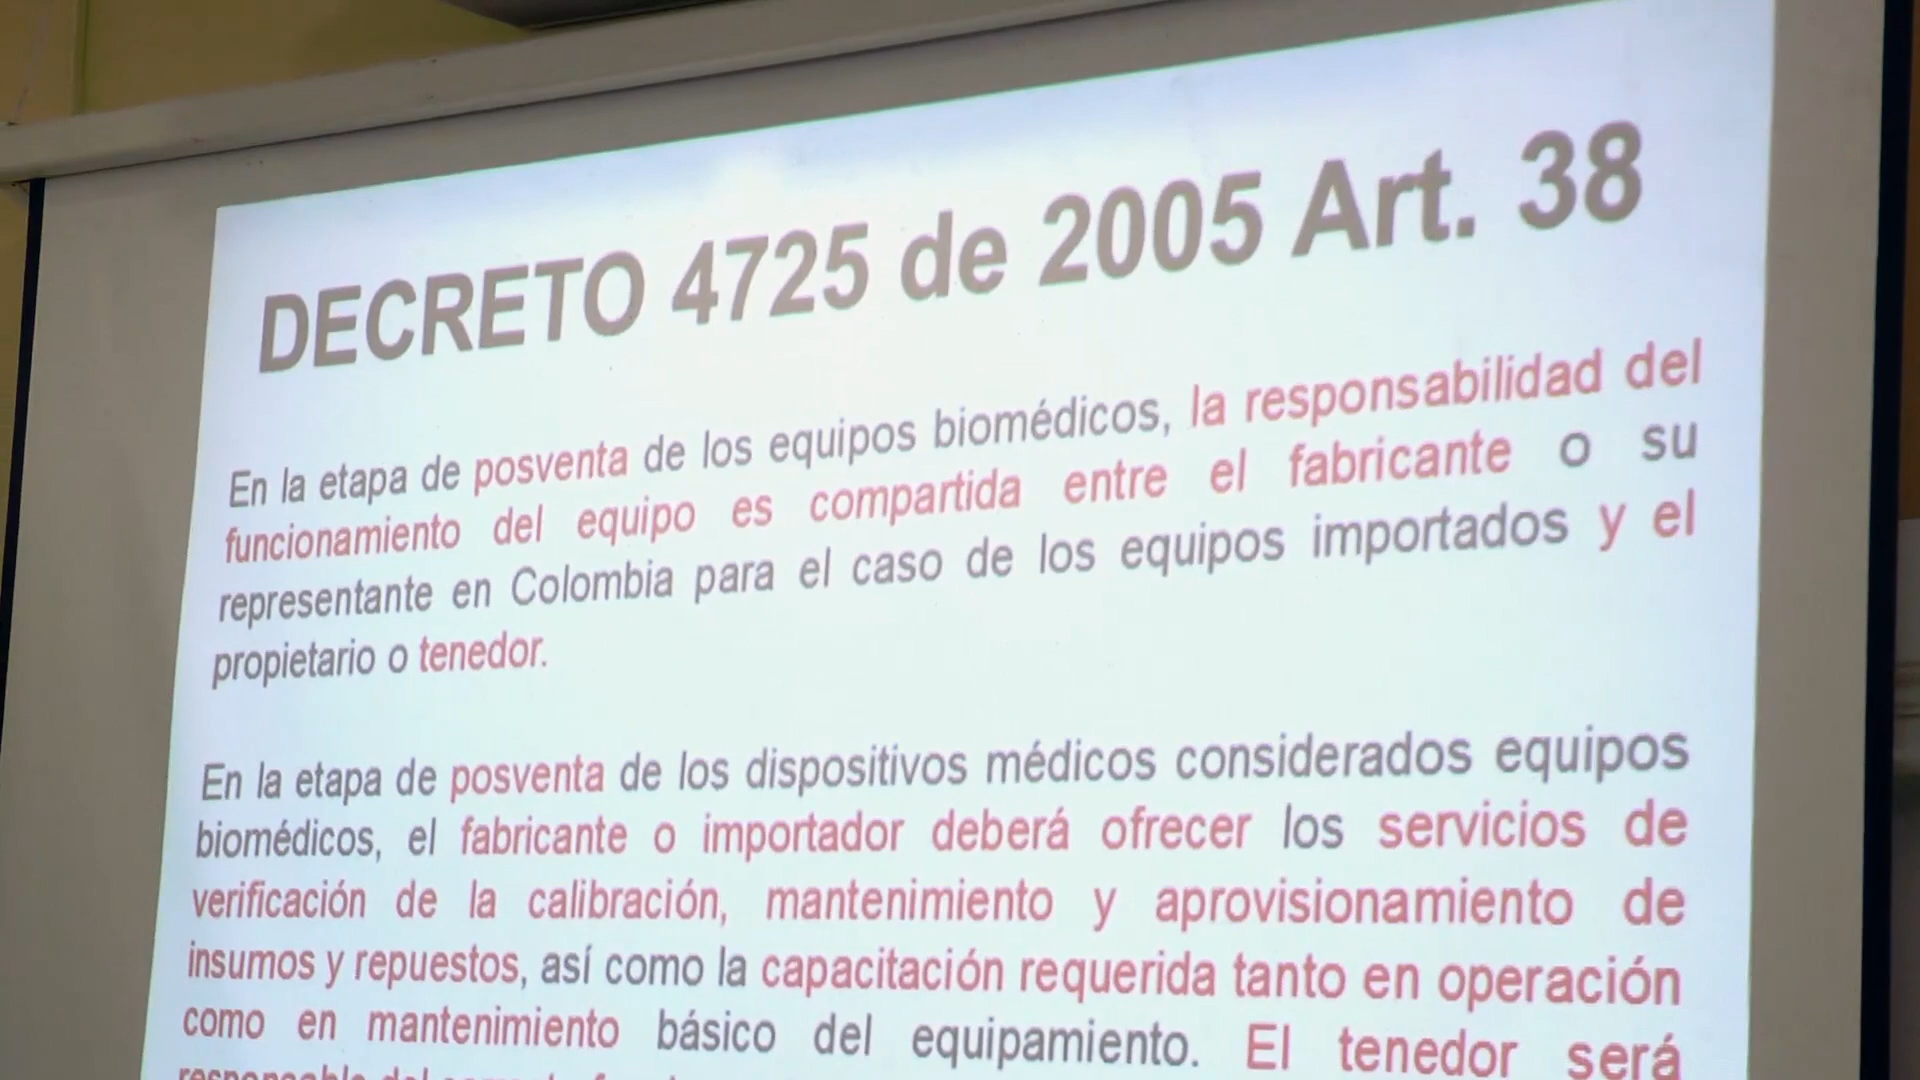 DECRETO 4725 de 2005 Art. 38
En la etapa de posventa de los equipos biomédicos, la responsabilidad del
funcionamiento del equipo es compartida entre el fabricante o su
representante en Colombia para el caso de los equipos importados y el
propietario o tenedor.
En la etapa de posventa de los dispositivos médicos considerados equipos
biomédicos, el fabricante o importador deberá ofrecer los servicios de
verificación de la calibración, mantenimiento y aprovisionamiento de
insumos y repuestos, así como la capacitación requerida tanto en operación
como en mantenimiento básico del equipamiento. El tenedor será
responsable del